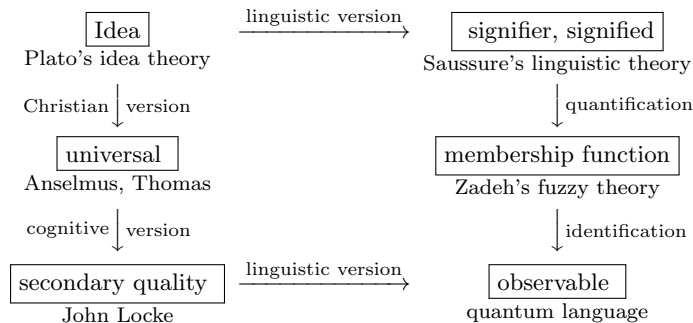 Idea linguistic version signifier, signified
Plato's idea theory Saussure's linguistic theory
Christian version quantification
universal membership function
Anselmus, Thomas Zadeh's fuzzy theory
cognitive version identification
secondary quality linguistic version observable
John Locke quantum language